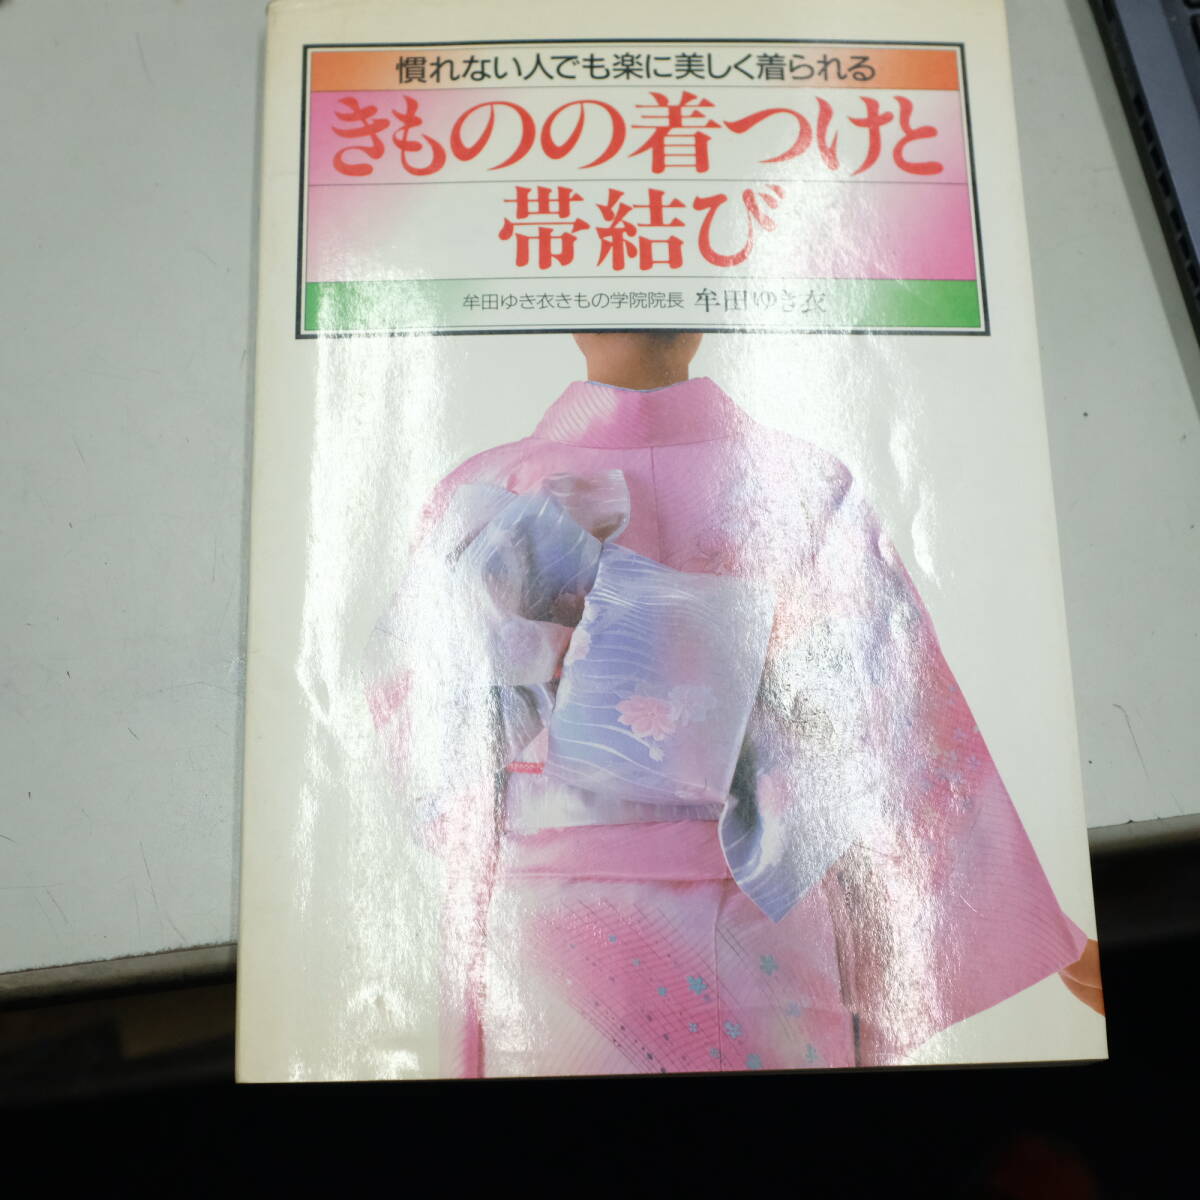 慣れない人でも楽に美しく着られる
きものの着つけと
帯結び
牟田ゆき衣きもの学院院長 牟田ゆき衣